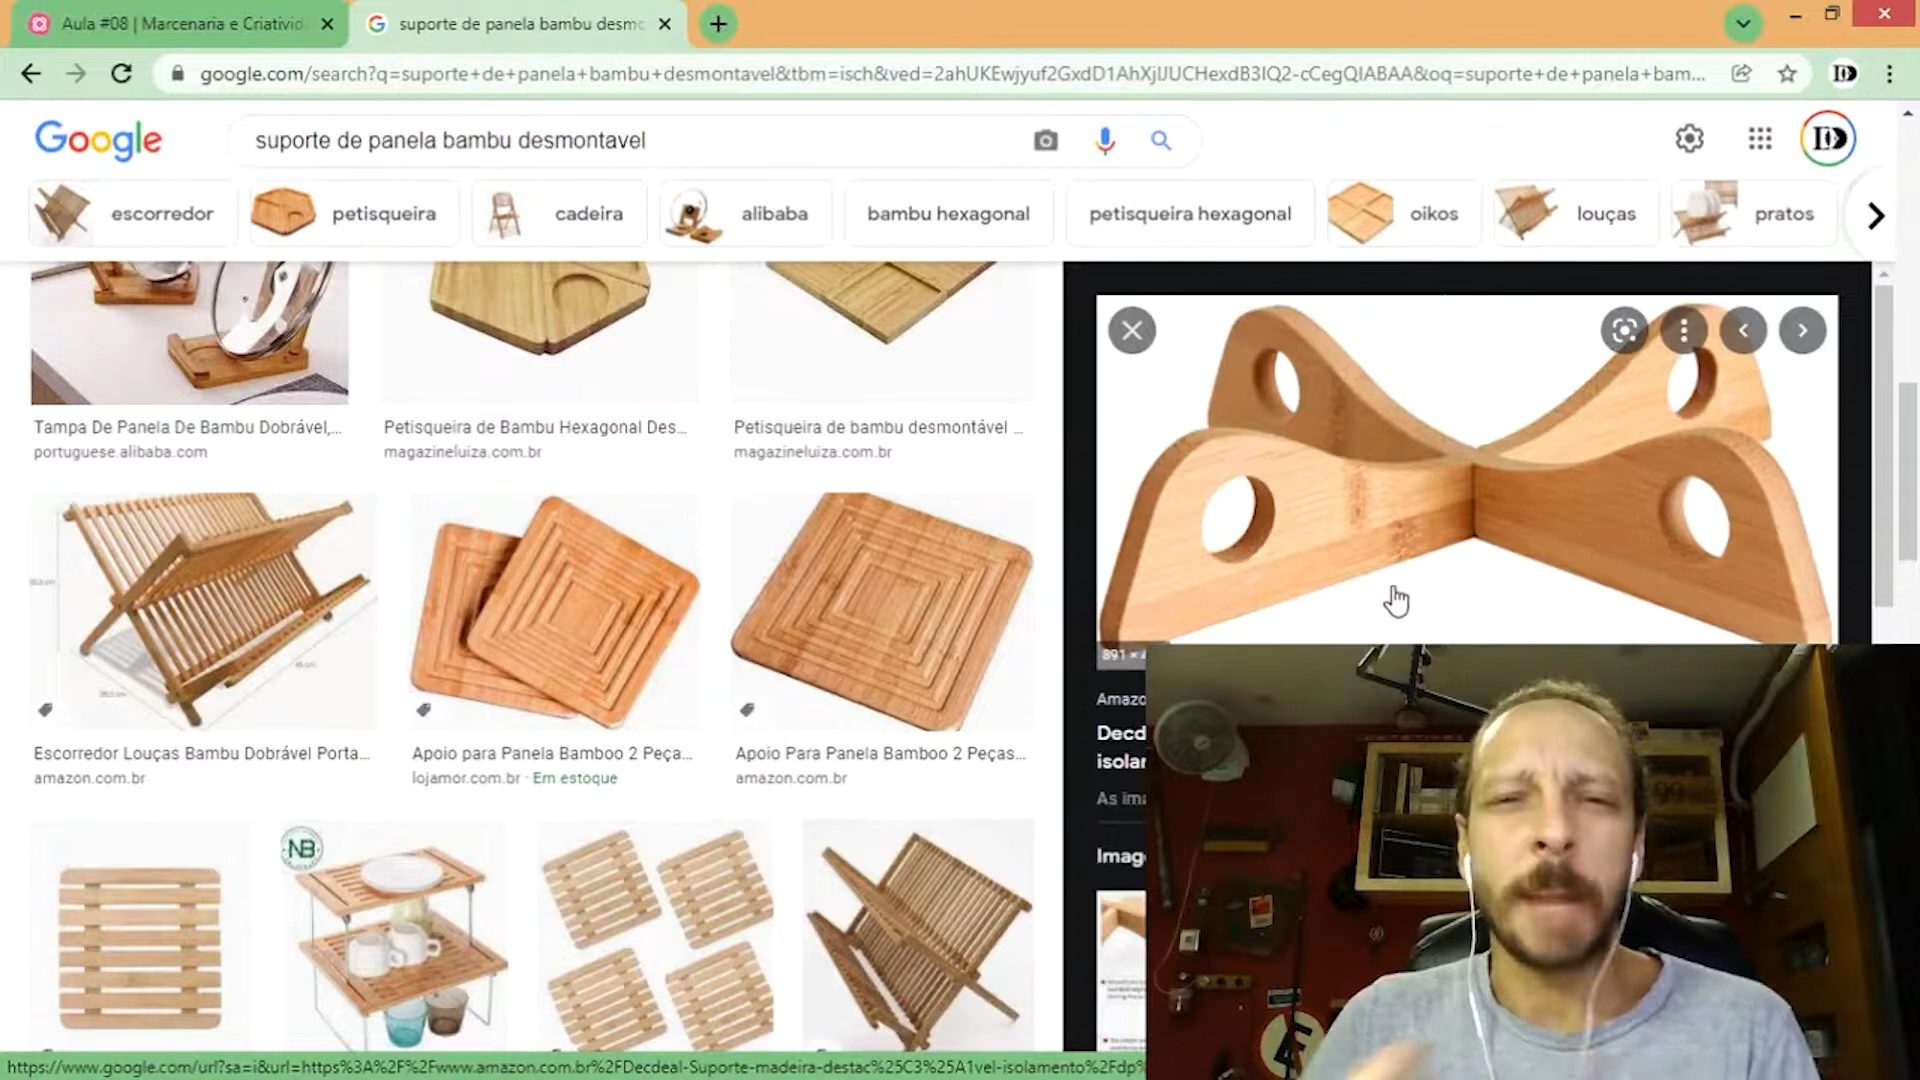 Aula #08 | Marcenaria e Criativid
suporte de panela bambu desmo
google.com/search?q=suporte+de+panela+bambu+desmontavel&tbm=isch&ved=2ahUKEwjyuf2GxdD1AhXjIJUCHexdB3IQ2-cCegQIABAA&oq=suporte+de+panela+bam...
Google
suporte de panela bambu desmontavel
escorredor
petisqueira
cadeira
alibaba
bambu hexagonal
petisqueira hexagonal
oikos
louças
pratos
Tampa De Panela De Bambu Dobrável,...
portuguese.alibaba.com
Petisqueira de Bambu Hexagonal Des...
magazineluiza.com.br
Petisqueira de bambu desmontável ...
magazineluiza.com.br
Escorredor Louças Bambu Dobrável Porta...
amazon.com.br
Apoio para Panela Bamboo 2 Peça...
lojamor.com.br · Em estoque
Apoio Para Panela Bamboo 2 Peças...
amazon.com.br
NB
891 ×
Amazo
Decd
isolar
As ima
Imag
https://www.google.com/url?sa=i&url=https%3A%2F%2Fwww.amazon.com.br%2FDecdeal-Suporte-madeira-destac%25C3%25A1vel-isolamento%2Fdp%